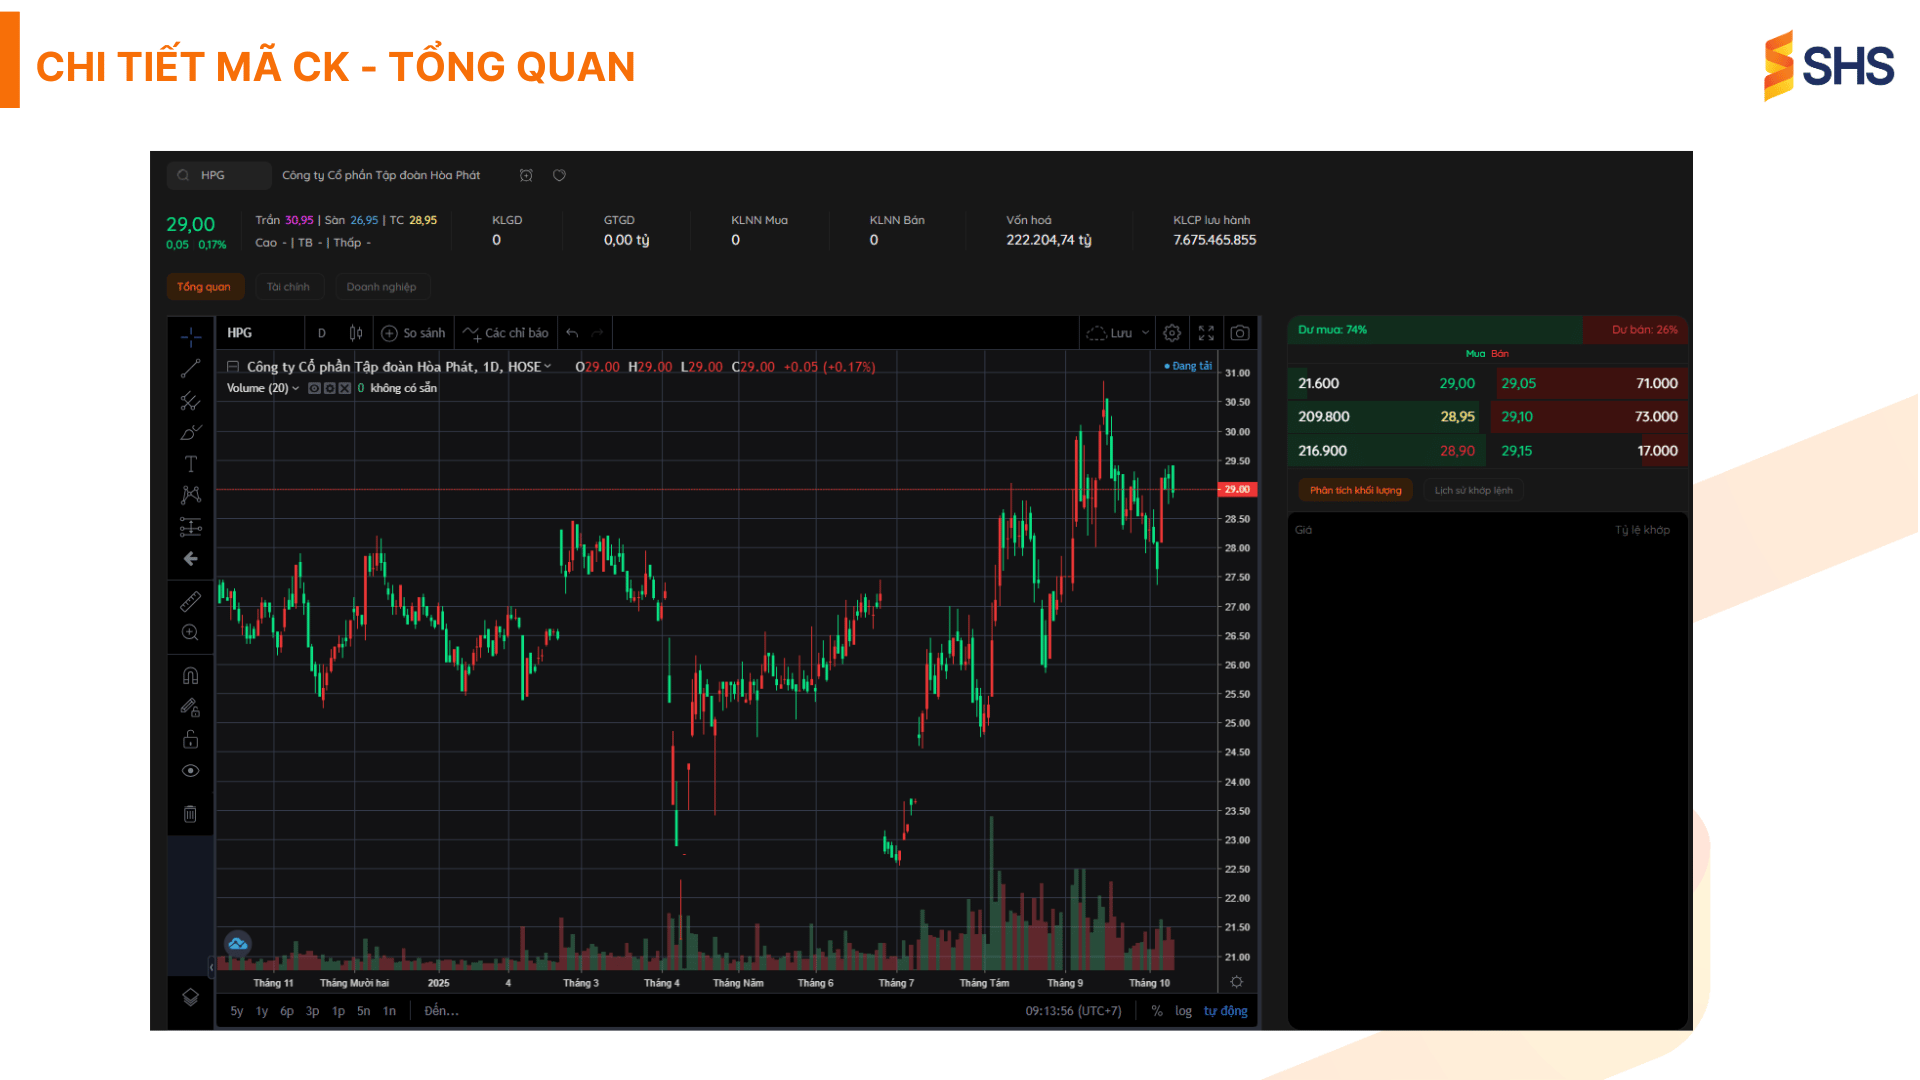 CHI TIẾT MÃ CK - TỔNG QUAN
SHS
HPG
Công ty Cổ phần Tập đoàn Hòa Phát
29,00
0,05 0,17%
Trần 30,95 | Sàn 26,95 | TC 28,95
Cao - | TB - | Thấp -
KLGD
0
GTGD
0,00 tỷ
KLNN Mua
0
KLNN Bán
0
Vốn hoá
222.204,74 tỷ
KLCP lưu hành
7.675.465.855
Tổng quan
Tài chính
Doanh nghiệp
HPG
D
So sánh
Các chỉ báo
Lưu
Công ty Cổ phần Tập đoàn Hòa Phát, 1D, HOSE
O29.00 H29.00 L29.00 C29.00 +0.05 (+0.17%)
Đang tải
Volume (20)
0 không có sẵn
31.00
30.50
30.00
29.50
29.00
28.50
28.00
27.50
27.00
26.50
26.00
25.50
25.00
24.50
24.00
23.50
23.00
22.50
22.00
21.50
21.00
Tháng 11
Tháng Mười hai
2025
4
Tháng 3
Tháng 4
Tháng Năm
Tháng 6
Tháng 7
Tháng Tám
Tháng 9
Tháng 10
5y 1y 6p 3p 1p 5n 1n
Đến...
09:13:56 (UTC+7)
% log tự động
Dư mua: 74%
Dư bán: 26%
Mua Bán
21.600 29,00 29,05 71.000
209.800 28,95 29,10 73.000
216.900 28,90 29,15 17.000
Phân tích khối lượng
Lịch sử khớp lệnh
Giá
Tỷ lệ khớp